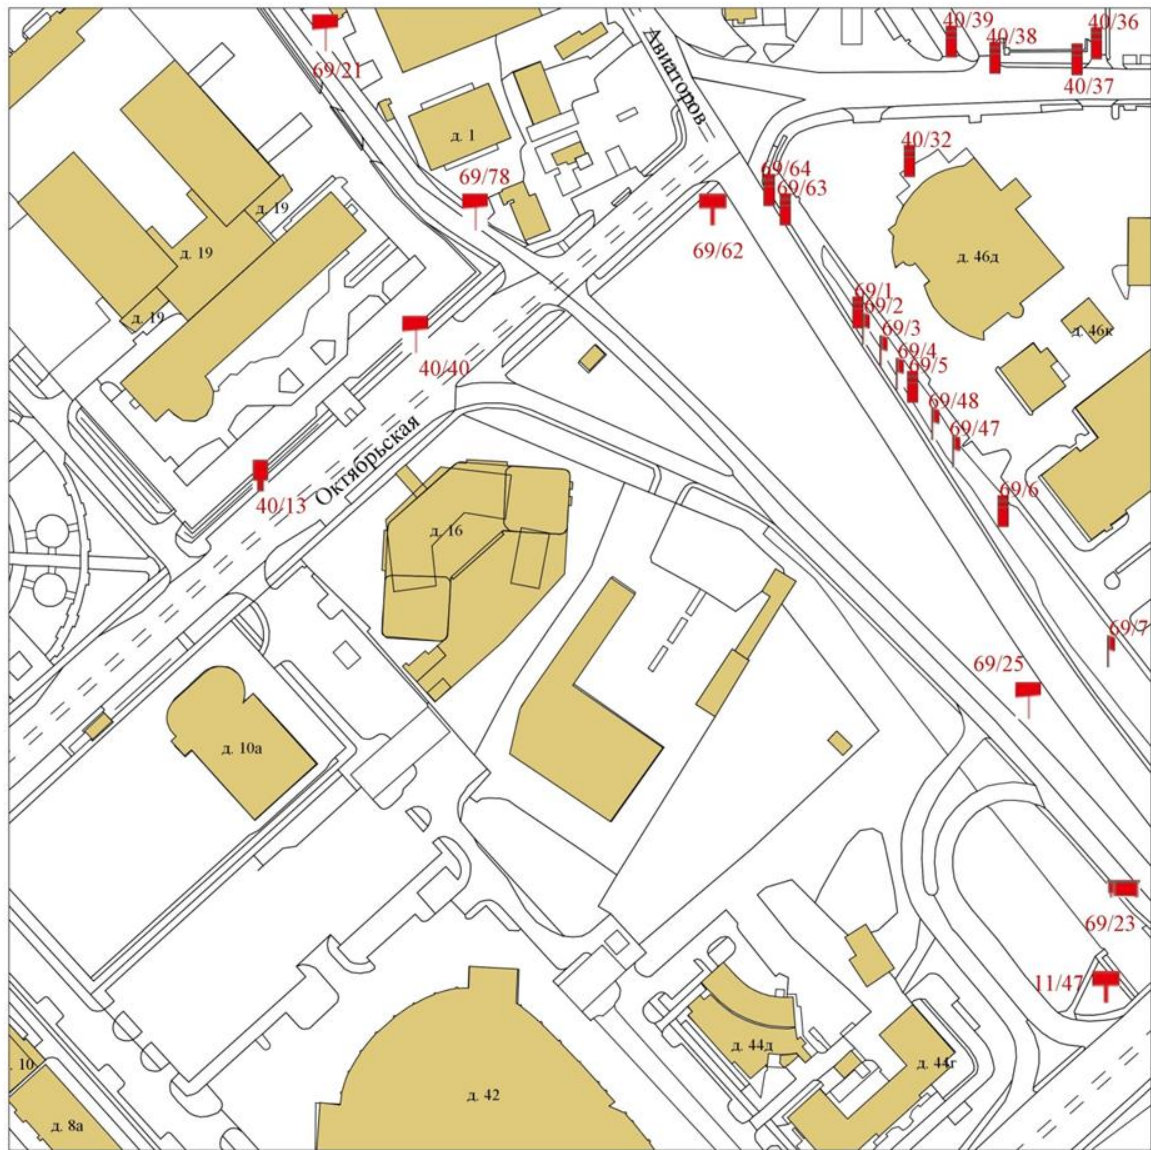 40/39
40/36
40/38
Авиаторов
69/21
40/37
д. 1
40/32
69/78
69/64
69/63
д. 19
д. 19
69/62
д. 46д
69/1
69/2
д. 19
69/3
д. 46к
69/4
40/40
69/5
69/48
69/47
Октябрьская
69/6
40/13
д. 16
69/7
69/25
д. 10а
69/23
11/47
д. 44д
. 10
д. 44г
д. 42
д. 8а